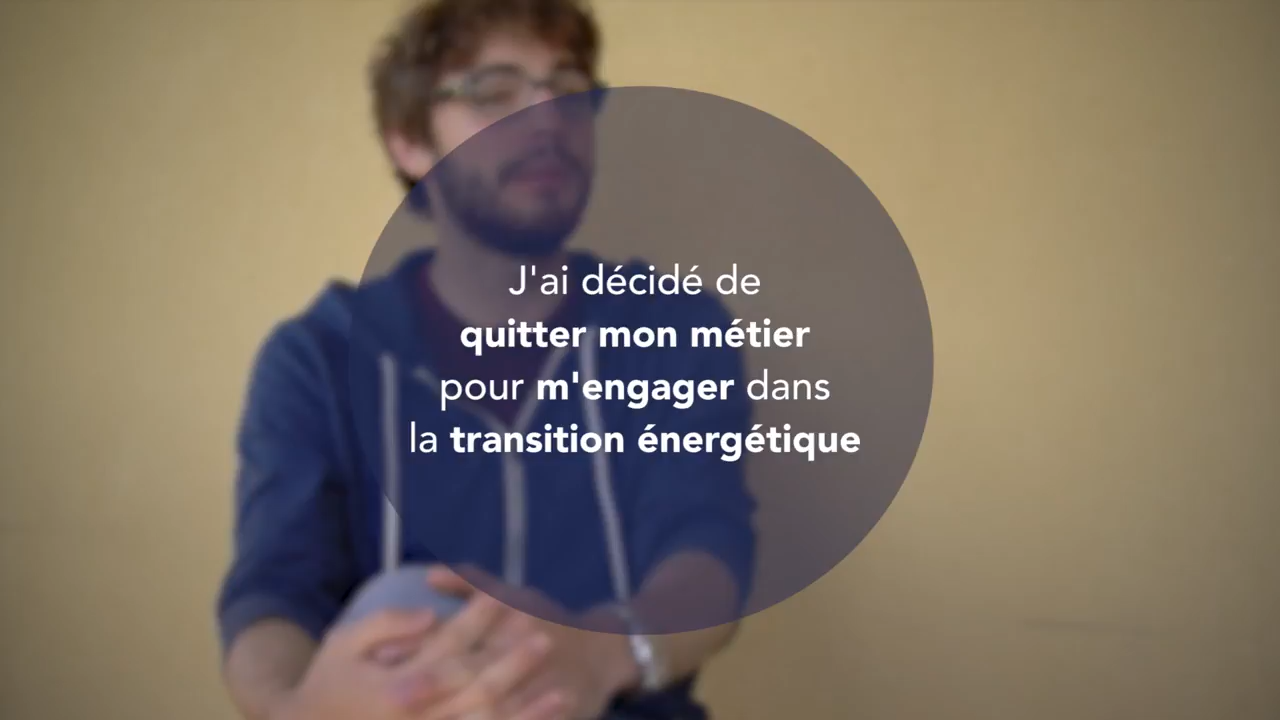 J'ai décidé de
quitter mon métier
pour m'engager dans
la transition énergétique